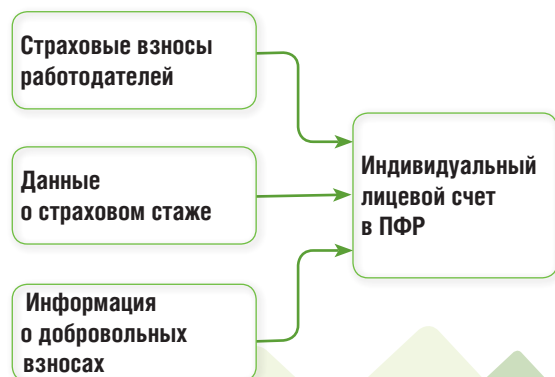 Страховые взносы
работодателей
Данные
о страховом стаже
Информация
о добровольных
взносах
Индивидуальный
лицевой счет
в ПФР